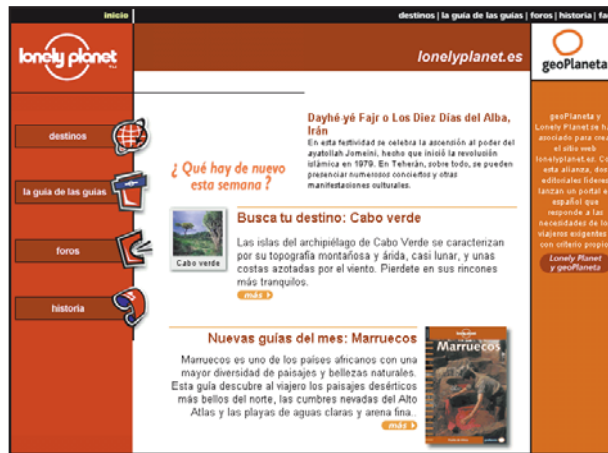 inicio
destinos | la guía de las guías | foros | historia |
lonely planet
lonelyplanet.es
geoPlaneta
destinos
la guia de las guias
foros
historia
¿ Qué hay de nuevo
esta semana ?
Dayhé-yé Fajr o Los Diez Días del Alba,
Irán
En esta festividad se celebra la ascensión al poder del
ayatollah Jomeini, hecho que inició la revolución
islámica en 1979. En Teherán, sobre todo, se pueden
presenciar numerosos conciertos y otras
manifestaciones culturales.
Cabo verde
Busca tu destino: Cabo verde
Las islas del archipiélago de Cabo Verde se caracterizan
por su topografía montañosa y árida, casi lunar, y unas
costas azotadas por el viento. Pierdete en sus rincones
más tranquilos.
más
Nuevas guías del mes: Marruecos
Marruecos es uno de los países africanos con una
mayor diversidad de paisajes y bellezas naturales.
Esta guía descubre al viajero los paisajes desérticos
más bellos del norte, las cumbres nevadas del Alto
Atlas y las playas de aguas claras y arena fina..
más
Marruecos
geoPlaneta y
Lonely Planet se
asociado para
el sitio web
lonelyplanet.es.
esta alianza, dos
editoriales líderes
lanzan un portal
español que
responde a las
necesidades de
viajeros exigentes
con criterio propio
Lonely Planet
y geoPlaneta